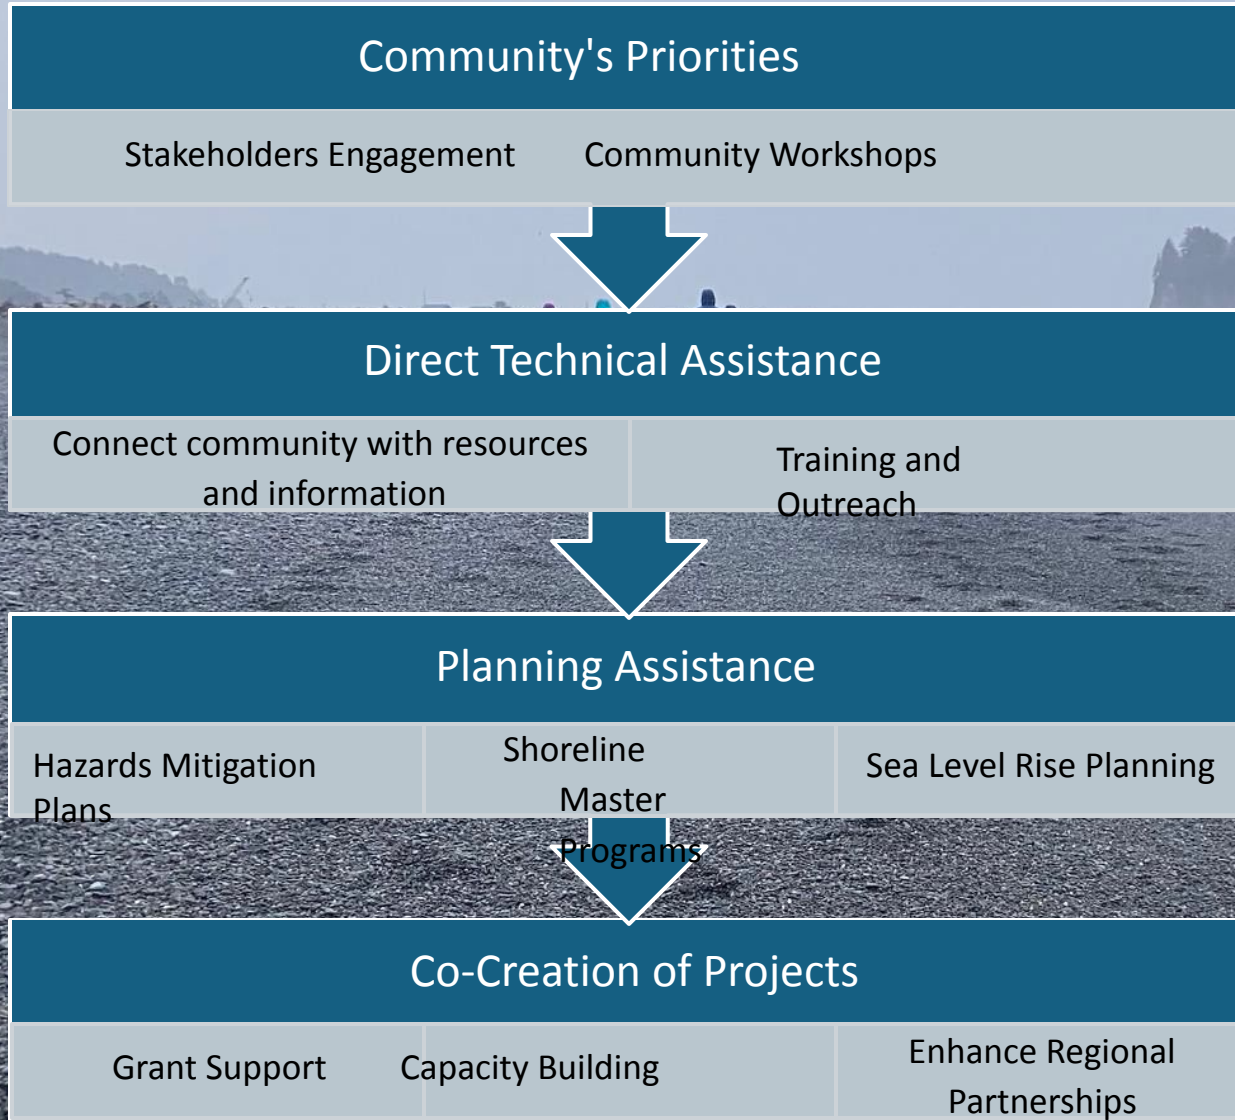 Community's Priorities
Stakeholders Engagement Community Workshops
Direct Technical Assistance
Connect community with resources
and information
Training and
Outreach
Planning Assistance
Hazards Mitigation
Plans
Shoreline
Master
Programs
Sea Level Rise Planning
Co-Creation of Projects
Grant Support Capacity Building
Enhance Regional
Partnerships